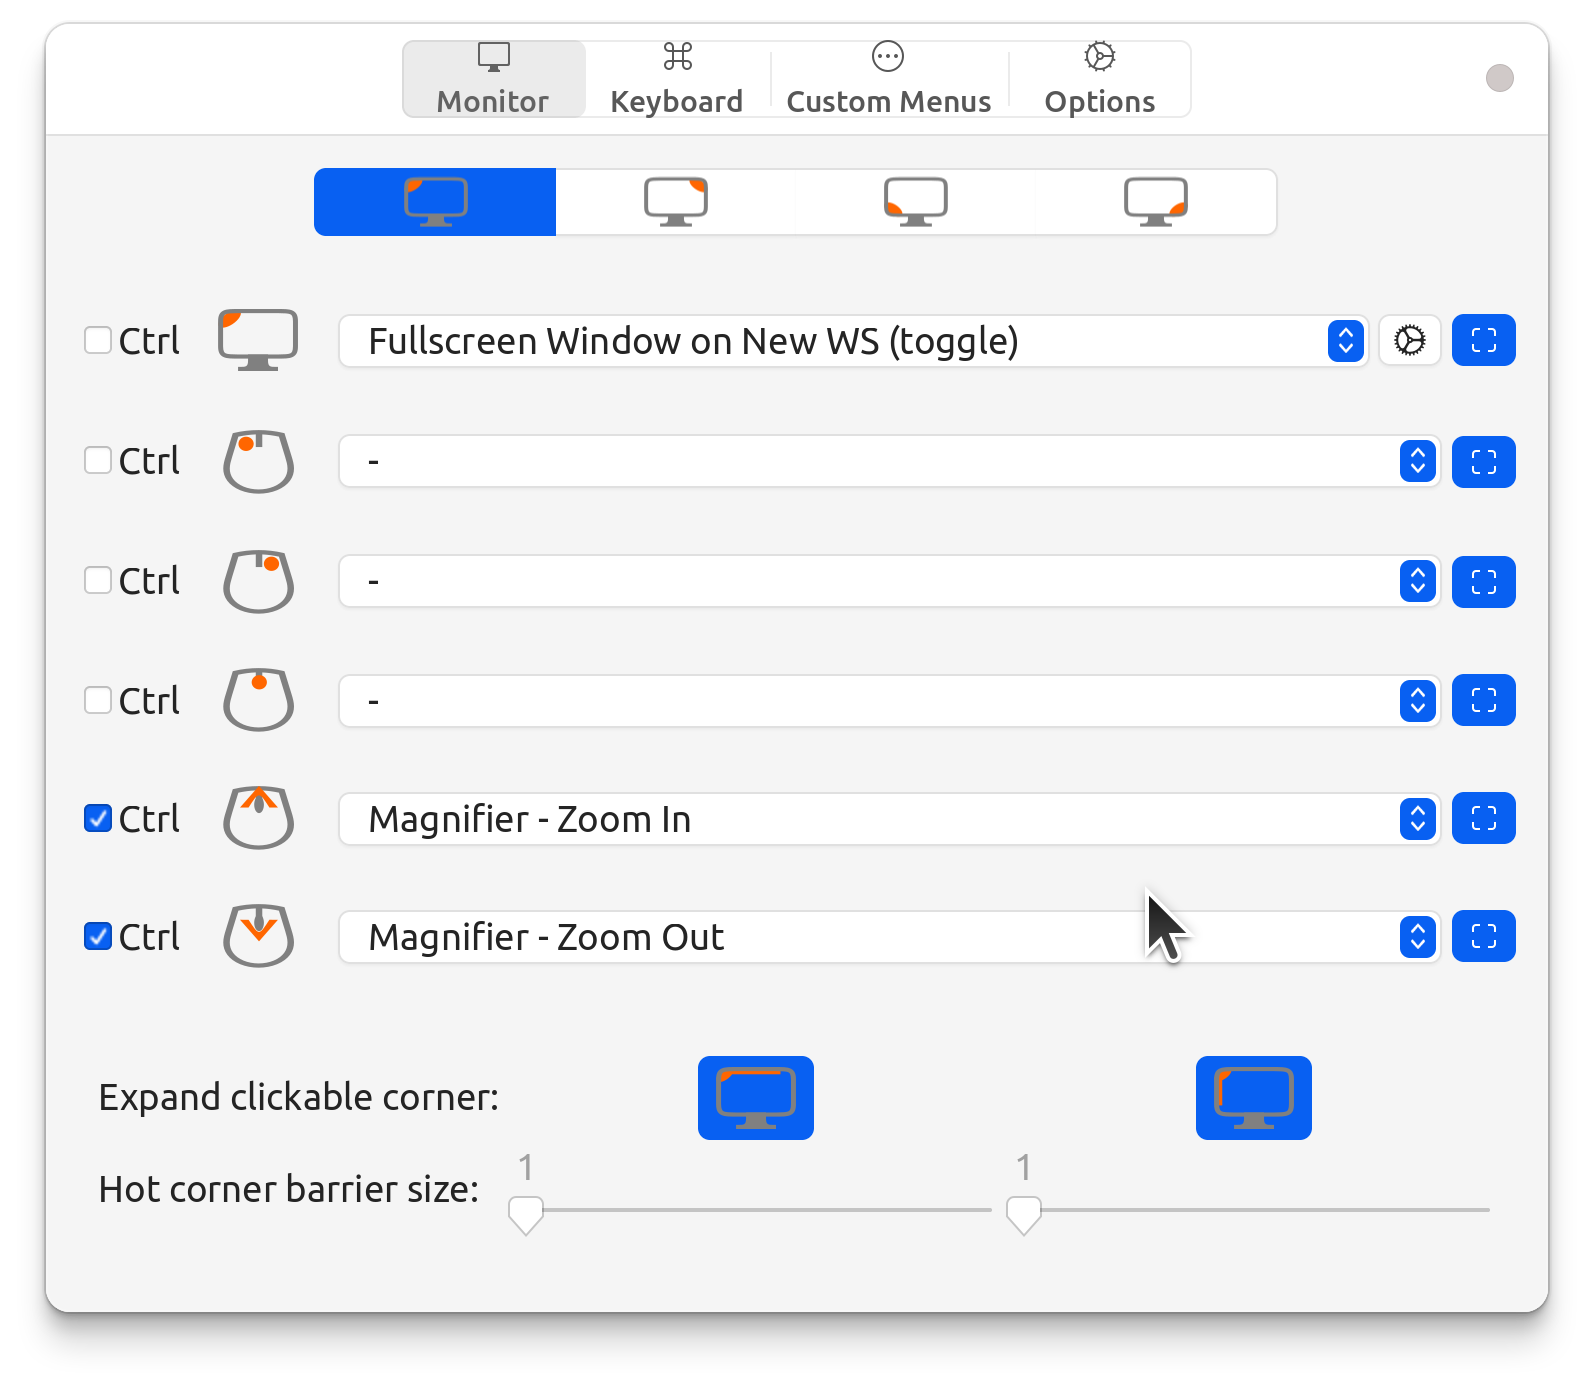 Monitor
Keyboard
Custom Menus
Options
Ctrl
Fullscreen Window on New WS (toggle)
Ctrl
-
Ctrl
-
Ctrl
-
Ctrl
Magnifier - Zoom In
Ctrl
Magnifier - Zoom Out
Expand clickable corner:
Hot corner barrier size:
1
1